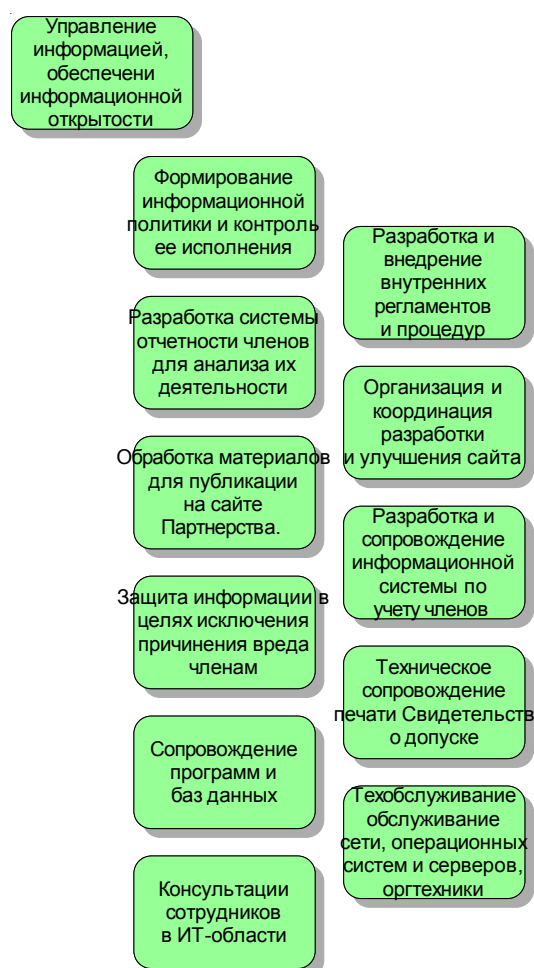 Управление
информацией,
обеспечени
информационной
открытости
Формирование
информационной
политики и контроль
ее исполнения
Разработка и
внедрение
внутренних
регламентов
и процедур
Разработка системы
отчетности членов
для анализа их
деятельности
Организация и
координация
разработки
и улучшения сайта
Обработка материалов
для публикации
на сайте
Партнерства.
Разработка и
сопровождение
информационной
системы по
учету членов
Защита информации в
целях исключения
причинения вреда
членам
Техническое
сопровождение
печати Свидетельств
о допуске
Сопровождение
программ и
баз данных
Техобслуживание
обслуживание
сети, операционных
систем и серверов,
оргтехники
Консультации
сотрудников
в ИТ-области